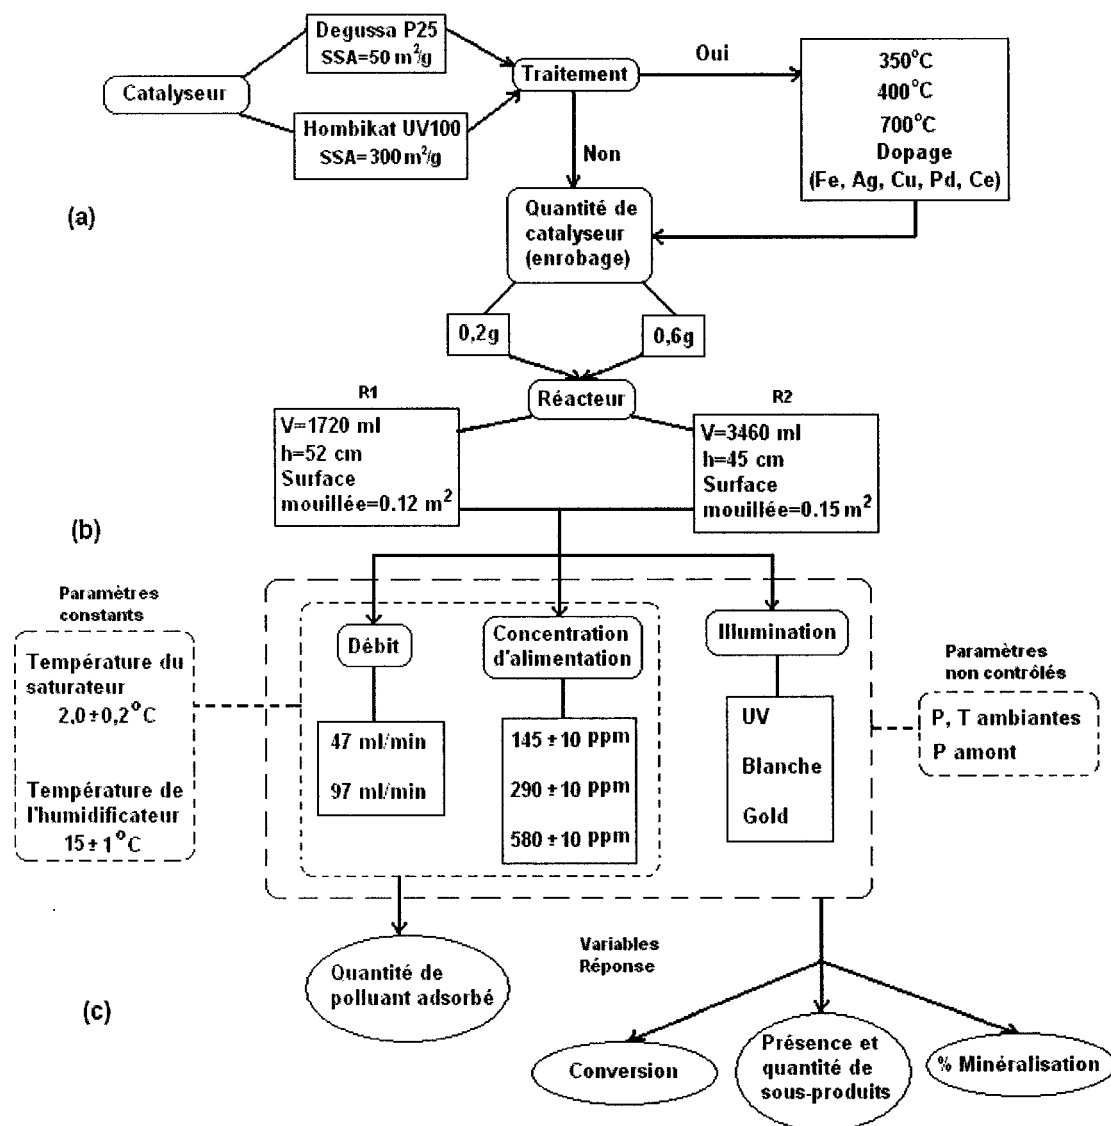 (a)
Catalyseur
Degussa P25
SSA=50 m²/g
Hombikat UV100
SSA=300 m²/g
Traitement
Oui
Non
350°C
400°C
700°C
Dopage
(Fe, Ag, Cu, Pd, Ce)
Quantité de
catalyseur
(enrobage)
0,2g
0,6g
Réacteur
R1
V=1720 ml
h=52 cm
Surface
mouillée=0.12 m²
R2
V=3460 ml
h=45 cm
Surface
mouillée=0.15 m²
(b)
Paramètres
constants
Température du
saturateur
2,0±0,2°C
Température de
l'humidificateur
15±1°C
Débit
47 ml/min
97 ml/min
Concentration
d'alimentation
145±10 ppm
290±10 ppm
580±10 ppm
Illumination
UV
Blanche
Gold
Paramètres
non contrôlés
P, T ambiantes
P amont
(c)
Quantité de
polluant adsorbé
Variables
Réponse
Conversion
Présence et
quantité de
sous-produits
% Minéralisation